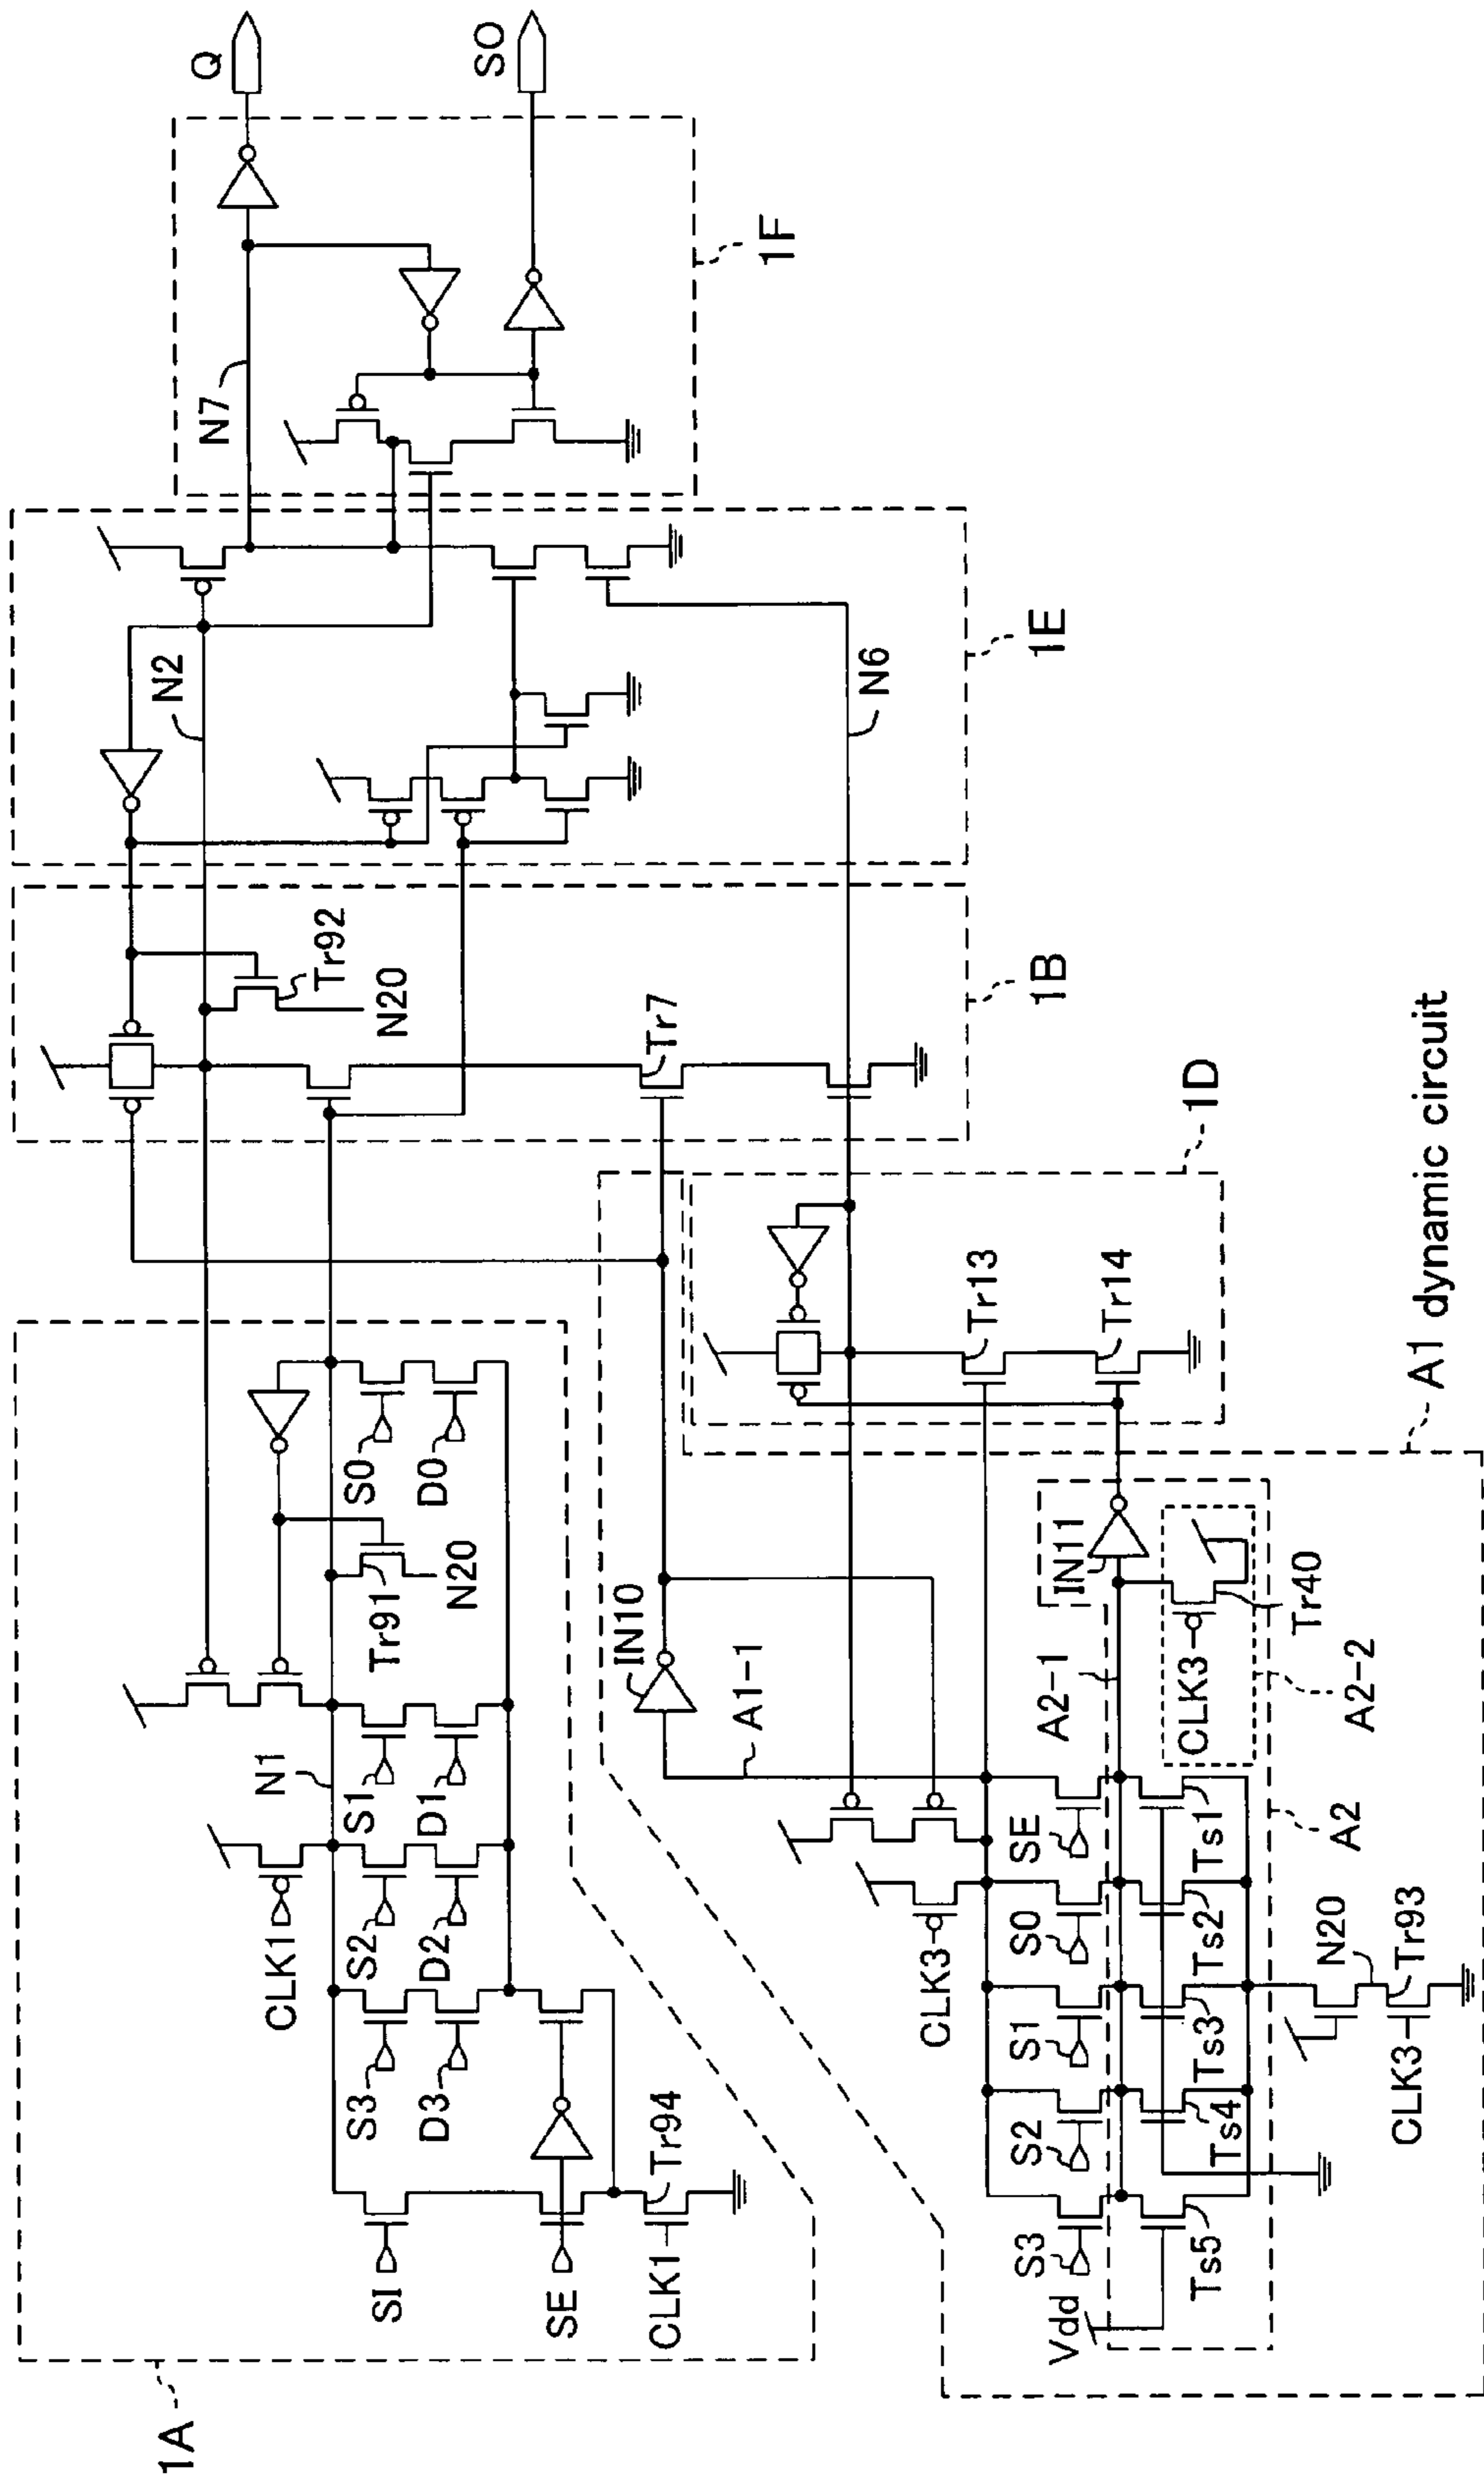 1A
SI
SE
CLK1
Tr94
S3
D3
CLK1
S2
D2
N1
S1
D1
Tr91
N20
S0
D0
N2
Tr92
N20
Tr7
1B
1E
N6
N7
1F
Q
SO
IN10
A1-1
CLK3
SE
S0
S1
S2
S3
Vdd
Ts5
Ts4
Ts3
Ts2
Ts1
N20
Tr93
CLK3
A2
A2-1
A2-2
CLK3
Tr40
IN11
Tr13
Tr14
1D
A1 dynamic circuit